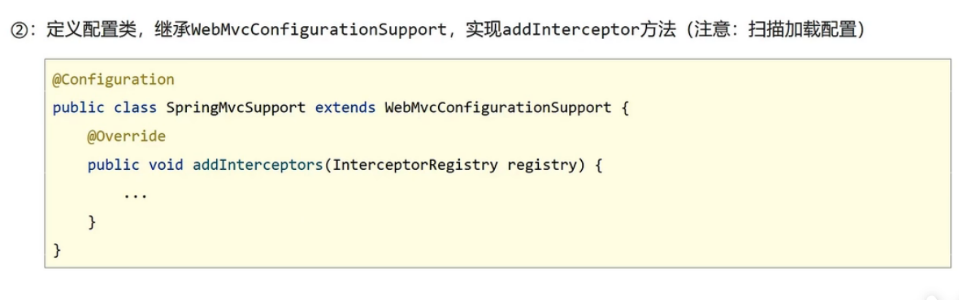 ②：定义配置类，继承WebMvcConfigurationSupport，实现addInterceptor方法（注意：扫描加载配置）
@Configuration
public class SpringMvcSupport extends WebMvcConfigurationSupport {
    @Override
    public void addInterceptors(InterceptorRegistry registry) {
        ...
    }
}